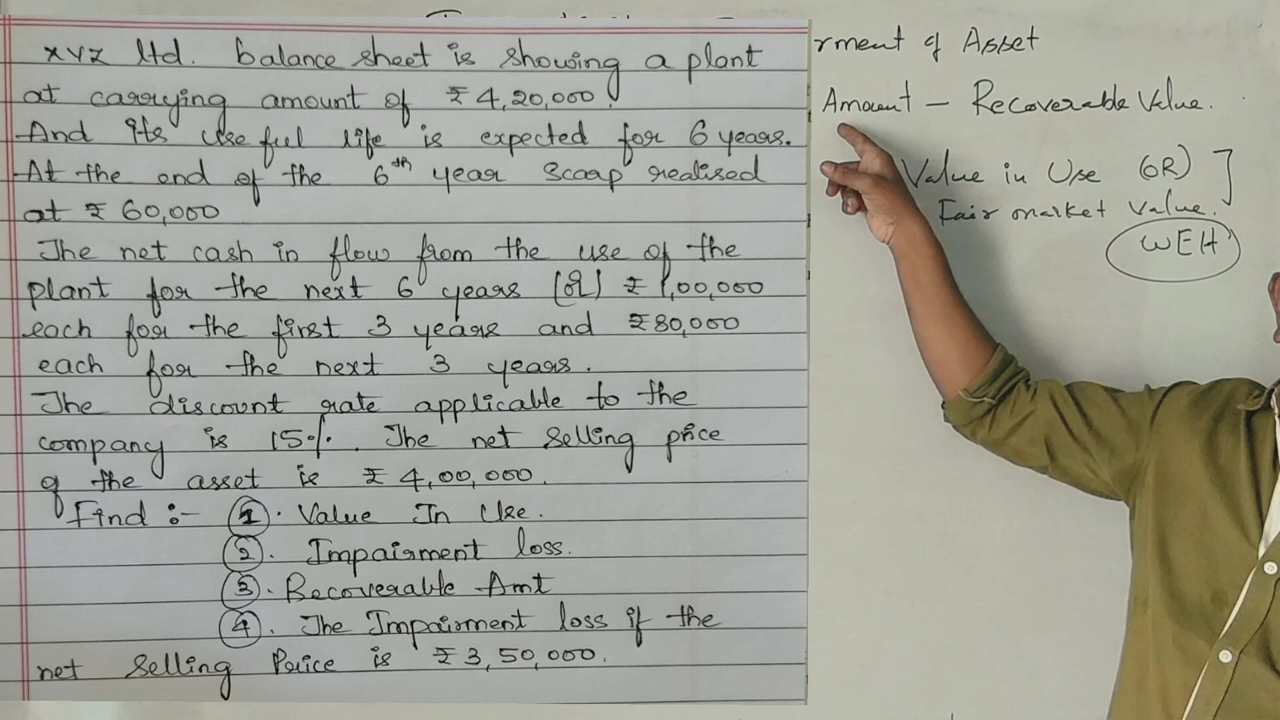 XYZ ltd. balance sheet is showing a plant
at carrying amount of ₹ 4,20,000.
And its use ful life is expected for 6 years.
At the end of the 6th year scrap realised
at ₹ 60,000
The net cash in flow from the use of the
plant for the next 6 years ₹ 1,00,000
each for the first 3 years and ₹80,000
each for the next 3 years.
The discount rate applicable to the
company is 15%. The net selling price
of the asset is ₹ 4,00,000.
Find :- 1. Value In Use.
2. Impairment loss.
3. Recoverable Amt
4. The Impairment loss if the
net selling Price is ₹ 3,50,000.
rment of Asset
Amount - Recoverable Value.
Value in Use (OR)
Fair market value.
WEH